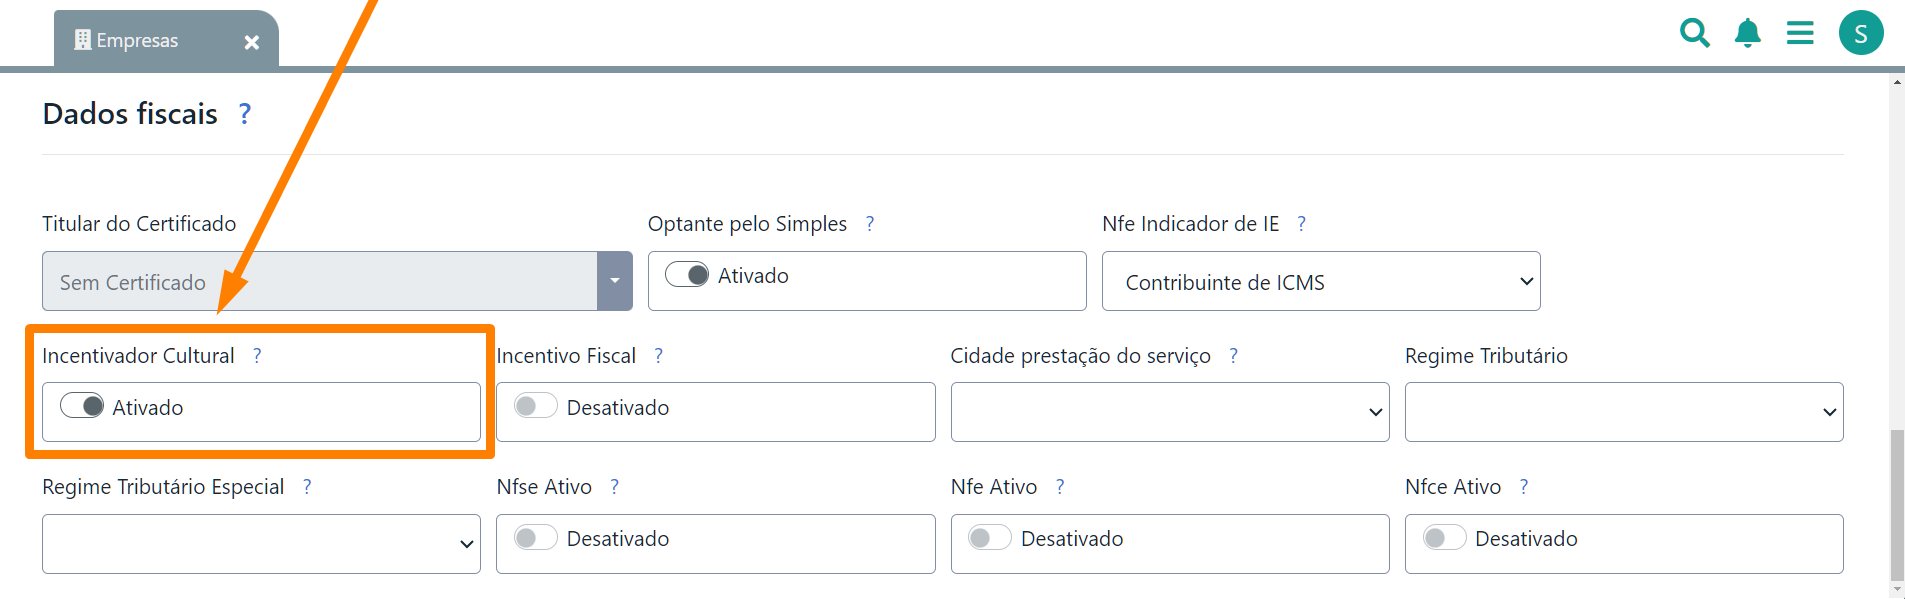 Empresas
S
Dados fiscais ?
Titular do Certificado
Optante pelo Simples ?
Nfe Indicador de IE ?
Sem Certificado
Ativado
Contribuinte de ICMS
Incentivador Cultural ?
Incentivo Fiscal ?
Cidade prestação do serviço ?
Regime Tributário
Ativado
Desativado
Regime Tributário Especial ?
Nfse Ativo ?
Nfe Ativo ?
Nfce Ativo ?
Desativado
Desativado
Desativado